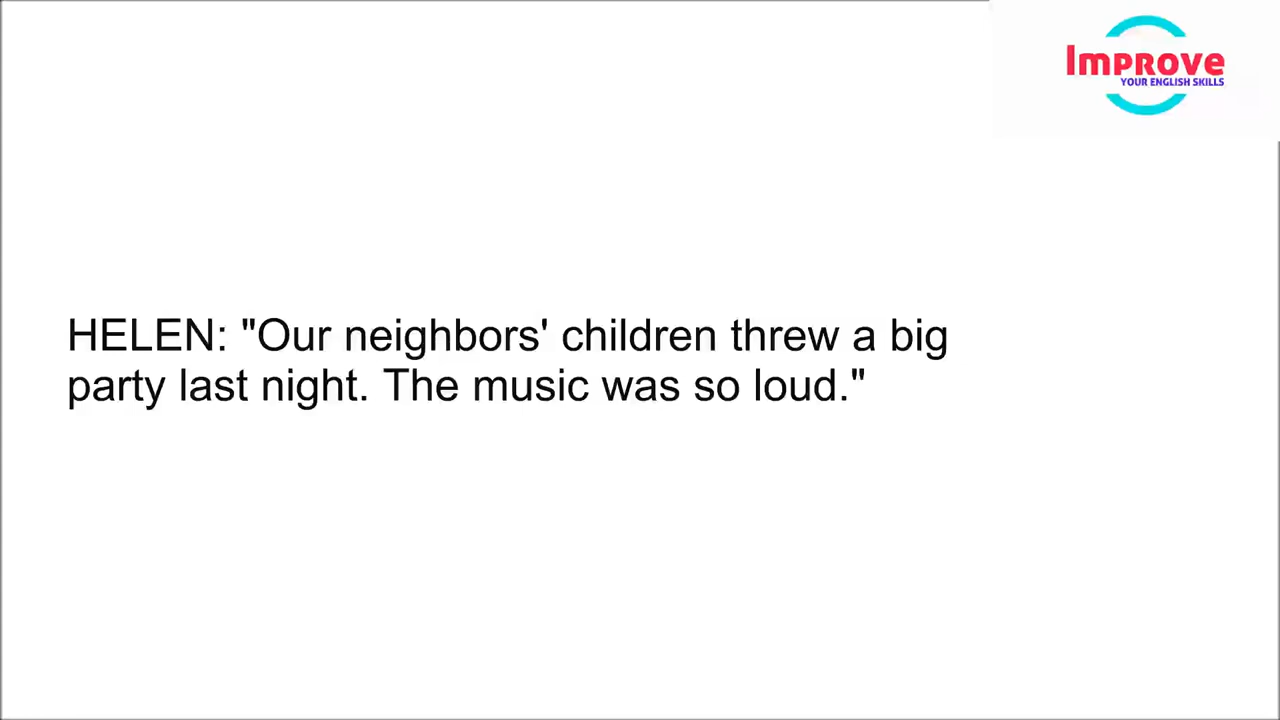 Improve
YOUR ENGLISH SKILLS
HELEN: "Our neighbors' children threw a big
party last night. The music was so loud."